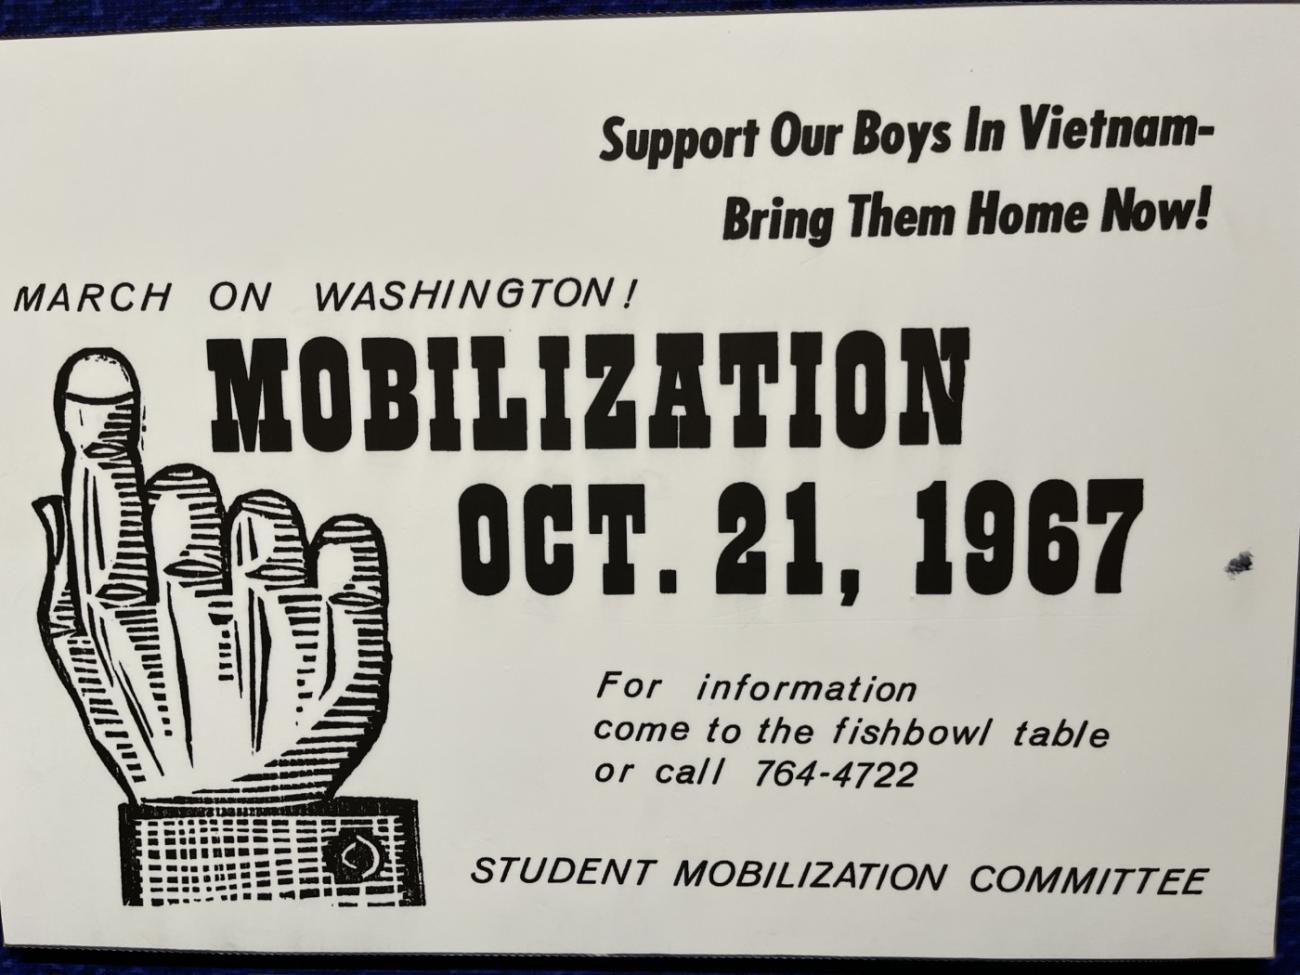 Support Our Boys In Vietnam-
Bring Them Home Now!
MARCH ON WASHINGTON!
MOBILIZATION
OCT. 21, 1967
For information
come to the fishbowl table
or call 764-4722
STUDENT MOBILIZATION COMMITTEE